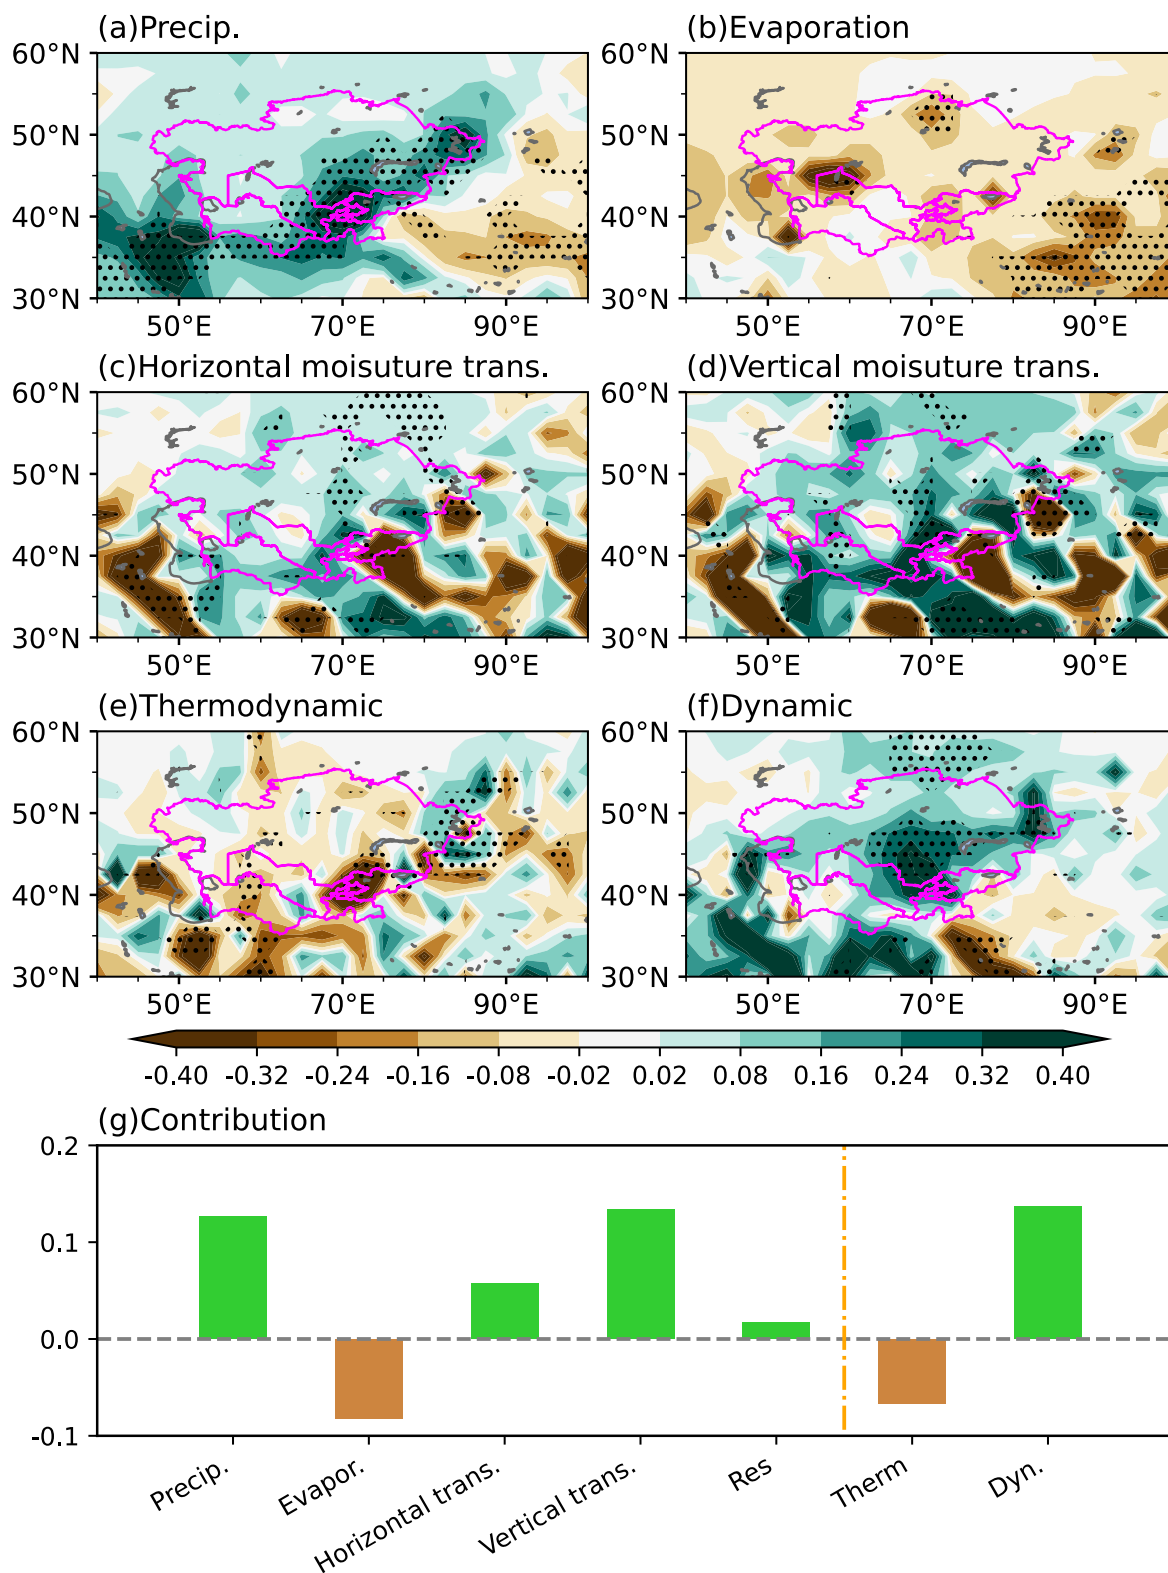 (a)Precip.
(b)Evaporation
60°N
50°N
40°N
30°N
50°E
70°E
90°E
60°N
50°N
40°N
30°N
50°E
70°E
90°E
(c)Horizontal moisuture trans.
(d)Vertical moisuture trans.
60°N
50°N
40°N
30°N
50°E
70°E
90°E
60°N
50°N
40°N
30°N
50°E
70°E
90°E
(e)Thermodynamic
(f)Dynamic
60°N
50°N
40°N
30°N
50°E
70°E
90°E
60°N
50°N
40°N
30°N
50°E
70°E
90°E
-0.40 -0.32 -0.24 -0.16 -0.08 -0.02 0.02 0.08 0.16 0.24 0.32 0.40
(g)Contribution
0.2
0.1
0.0
-0.1
Precip.
Evapor.
Horizontal trans.
Vertical trans.
Res
Therm
Dyn.